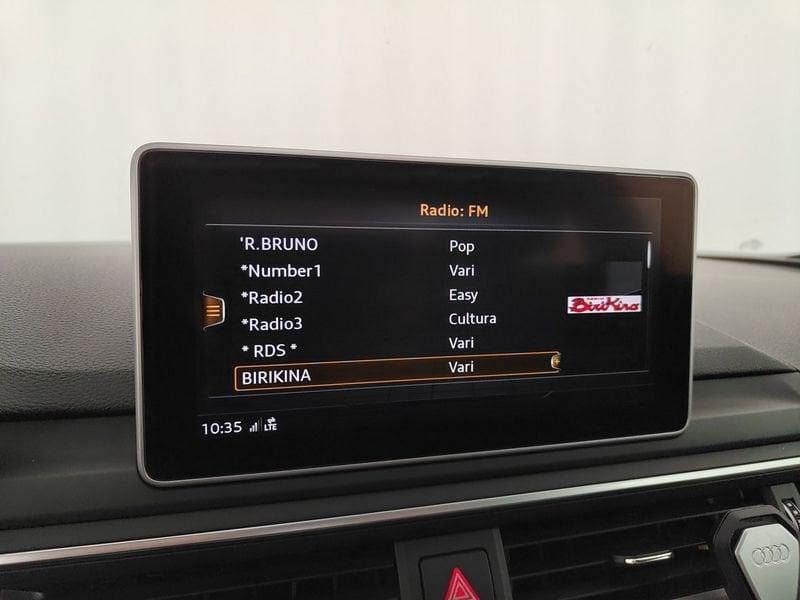 Radio: FM
'R.BRUNO Pop
*Number1 Vari
*Radio2 Easy
*Radio3 Cultura
* RDS * Vari
BIRIKINA Vari
BiriKina
10:35 LTE